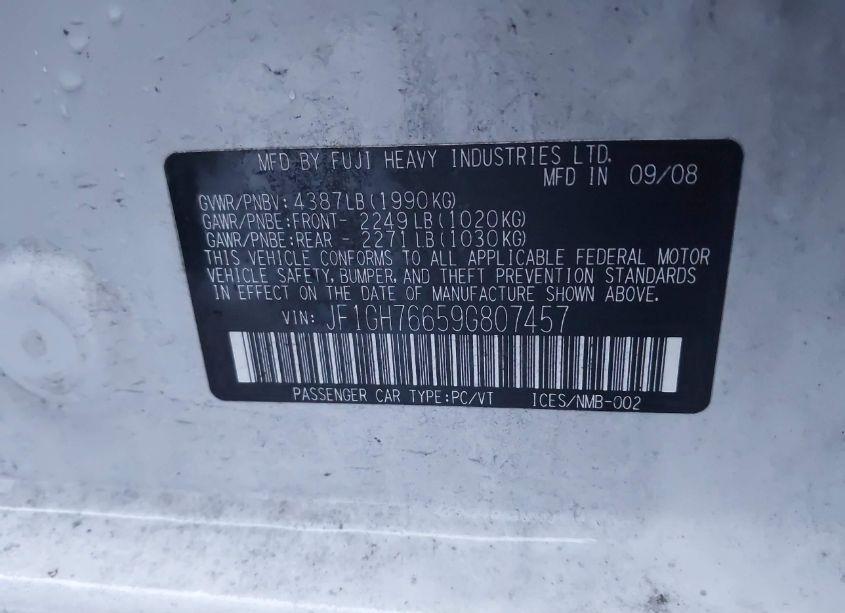 MFD BY FUJI HEAVY INDUSTRIES LTD.
MFD IN 09/08
GVWR/PNBV: 4387LB(1990KG)
GAWR/PNBE:FRONT- 2249LB(1020KG)
GAWR/PNBE:REAR - 2271LB(1030KG)
THIS VEHICLE CONFORMS TO ALL APPLICABLE FEDERAL MOTOR
VEHICLE SAFETY, BUMPER, AND THEFT PREVENTION STANDARDS
IN EFFECT ON THE DATE OF MANUFACTURE SHOWN ABOVE.
VIN: JF1GH76659G807457
PASSENGER CAR TYPE:PC/VT ICES/NMB-002